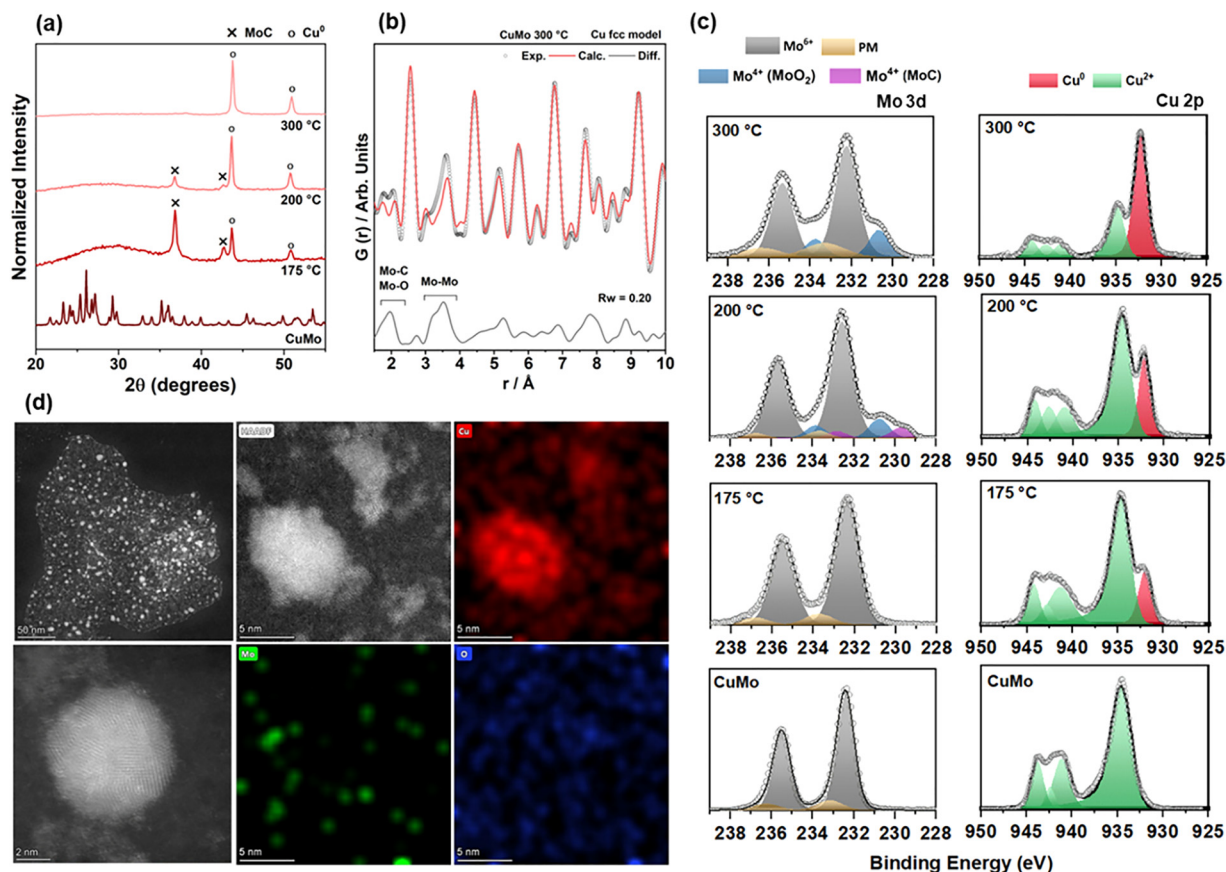 (a)
× MoC o Cu⁰
Normalized Intensity
300 °C
200 °C
175 °C
CuMo
20 30 40 50
2θ (degrees)
(b)
CuMo 300 °C Cu fcc model
Exp. Calc. Diff.
G (r) / Arb. Units
Mo-C
Mo-O
Mo-Mo
Rw = 0.20
2 3 4 5 6 7 8 9 10
r / Å
(c)
Mo⁶⁺ PM
Mo⁴⁺ (MoO₂) Mo⁴⁺ (MoC)
Mo 3d
Cu⁰ Cu²⁺
Cu 2p
300 °C
238 236 234 232 230 228
300 °C
950 945 940 935 930 925
200 °C
238 236 234 232 230 228
200 °C
950 945 940 935 930 925
175 °C
238 236 234 232 230 228
175 °C
950 945 940 935 930 925
CuMo
238 236 234 232 230 228
CuMo
950 945 940 935 930 925
Binding Energy (eV)
(d)
50 nm
HAADF
5 nm
Cu
5 nm
2 nm
Mo
5 nm
O
5 nm